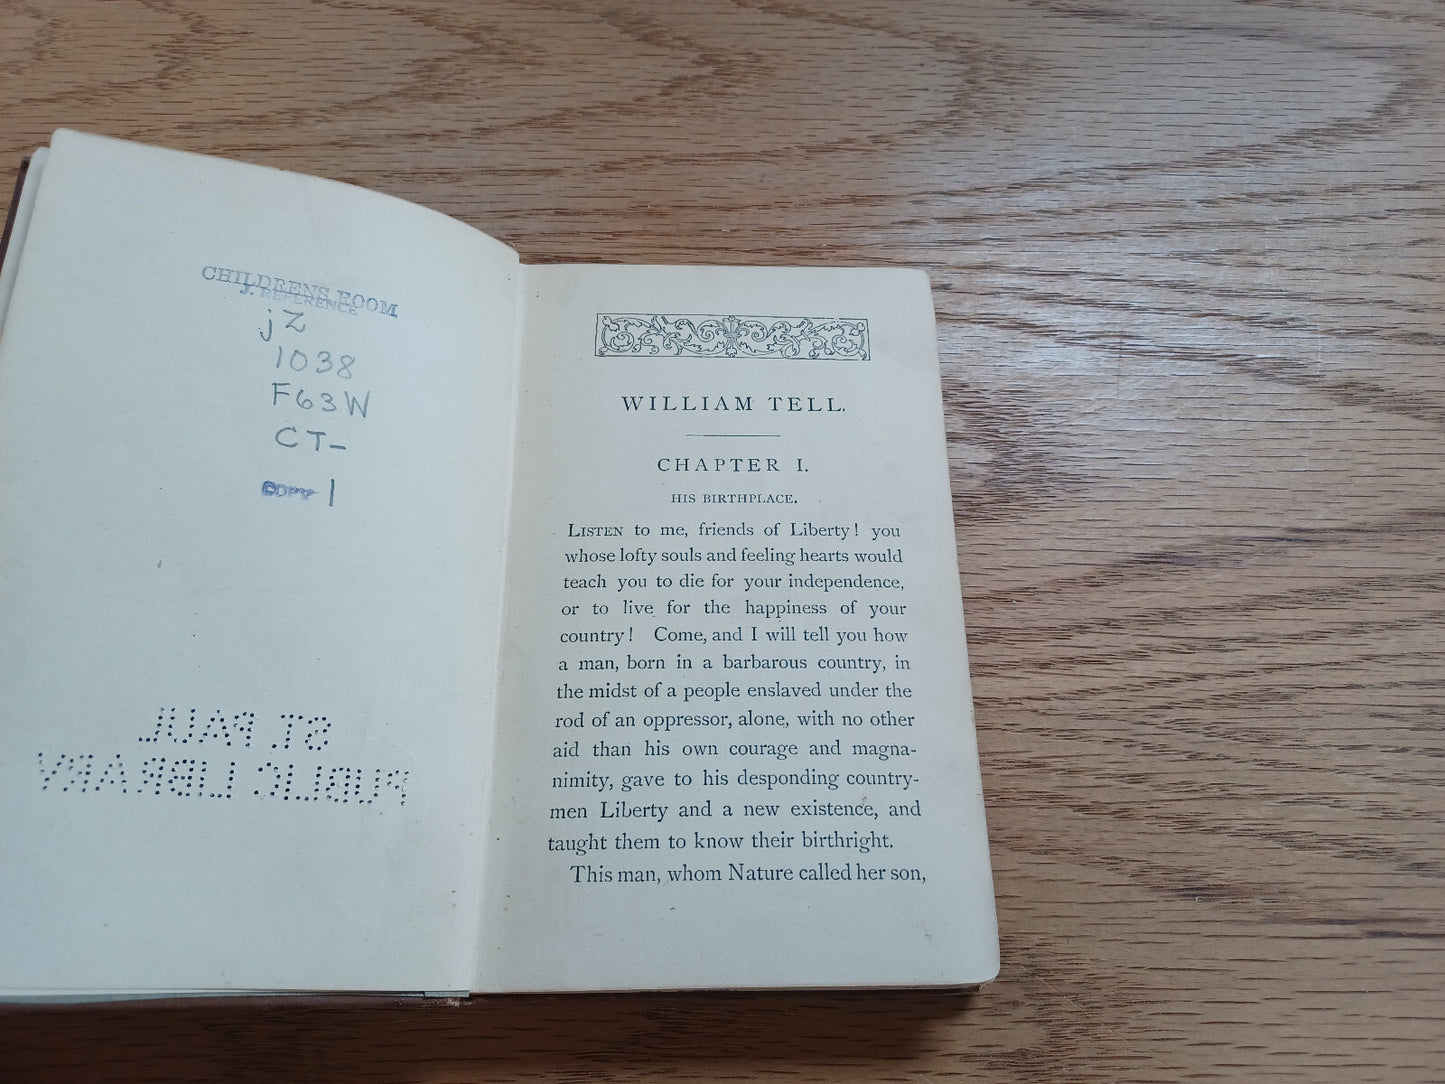 CHILDRENS ROOM
J. REFERENCE
jZ
1038
F63W
CT-
COPY 1
ST. PAUL
PUBLIC LIBRARY
WILLIAM TELL.
CHAPTER I.
HIS BIRTHPLACE.
LISTEN to me, friends of Liberty! you
whose lofty souls and feeling hearts would
teach you to die for your independence,
or to live for the happiness of your
country! Come, and I will tell you how
a man, born in a barbarous country, in
the midst of a people enslaved under the
rod of an oppressor, alone, with no other
aid than his own courage and magna-
nimity, gave to his desponding country-
men Liberty and a new existence, and
taught them to know their birthright.
This man, whom Nature called her son,